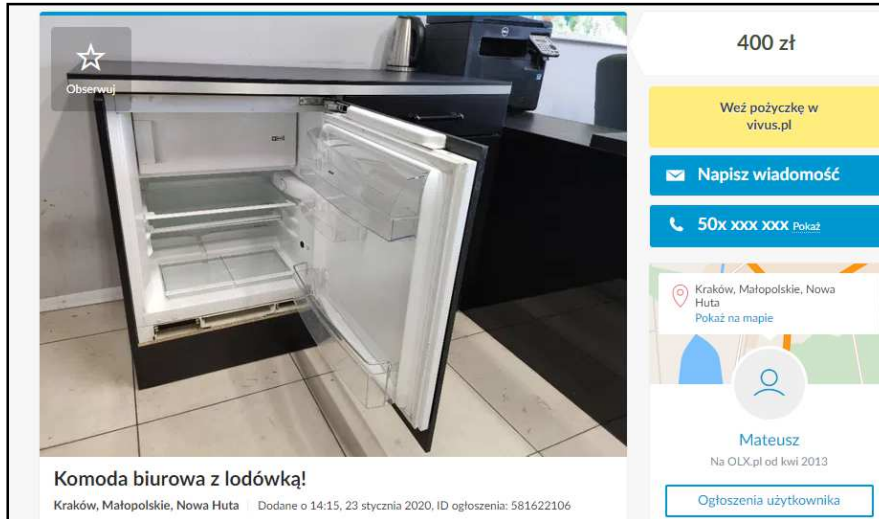 Obserwuj
400 zł
Weź pożyczkę w
vivus.pl
Napisz wiadomość
50x xxx xxx Pokaż
Kraków, Małopolskie, Nowa
Huta
Pokaż na mapie
Mateusz
Na OLX.pl od kwi 2013
Ogłoszenia użytkownika
Komoda biurowa z lodówką!
Kraków, Małopolskie, Nowa Huta Dodane o 14:15, 23 stycznia 2020, ID ogłoszenia: 581622106